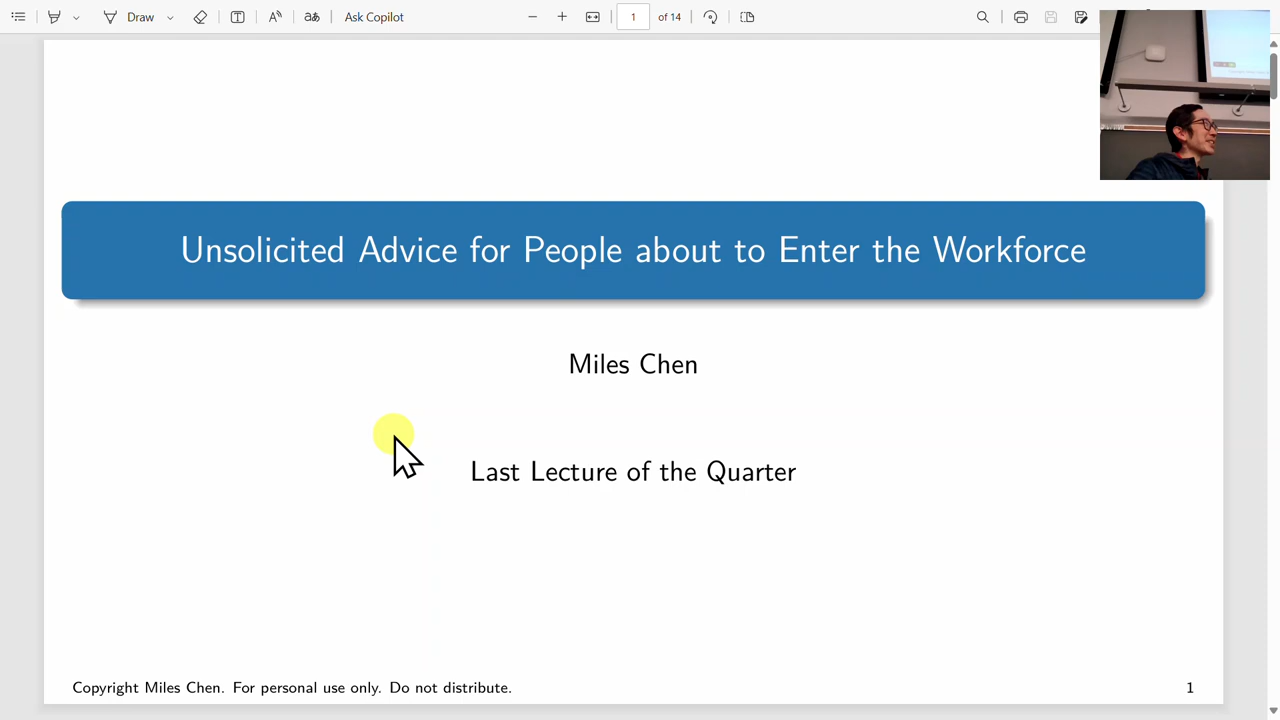 Draw
Ask Copilot
1 of 14
Unsolicited Advice for People about to Enter the Workforce
Miles Chen
Last Lecture of the Quarter
Copyright Miles Chen. For personal use only. Do not distribute.
1